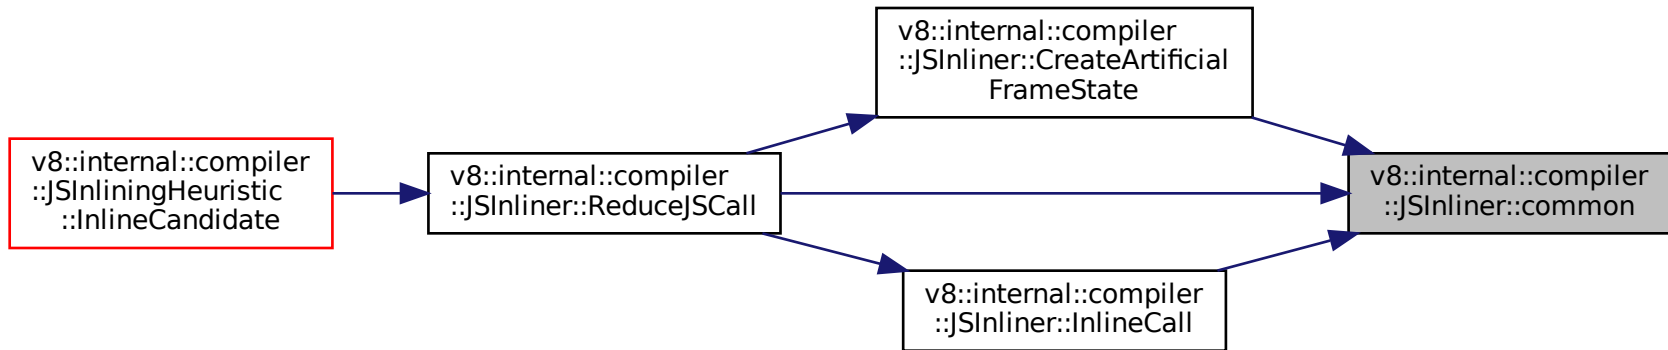 v8::internal::compiler
::JSInliningHeuristic
::InlineCandidate
v8::internal::compiler
::JSInliner::ReduceJSCall
v8::internal::compiler
::JSInliner::CreateArtificial
FrameState
v8::internal::compiler
::JSInliner::InlineCall
v8::internal::compiler
::JSInliner::common